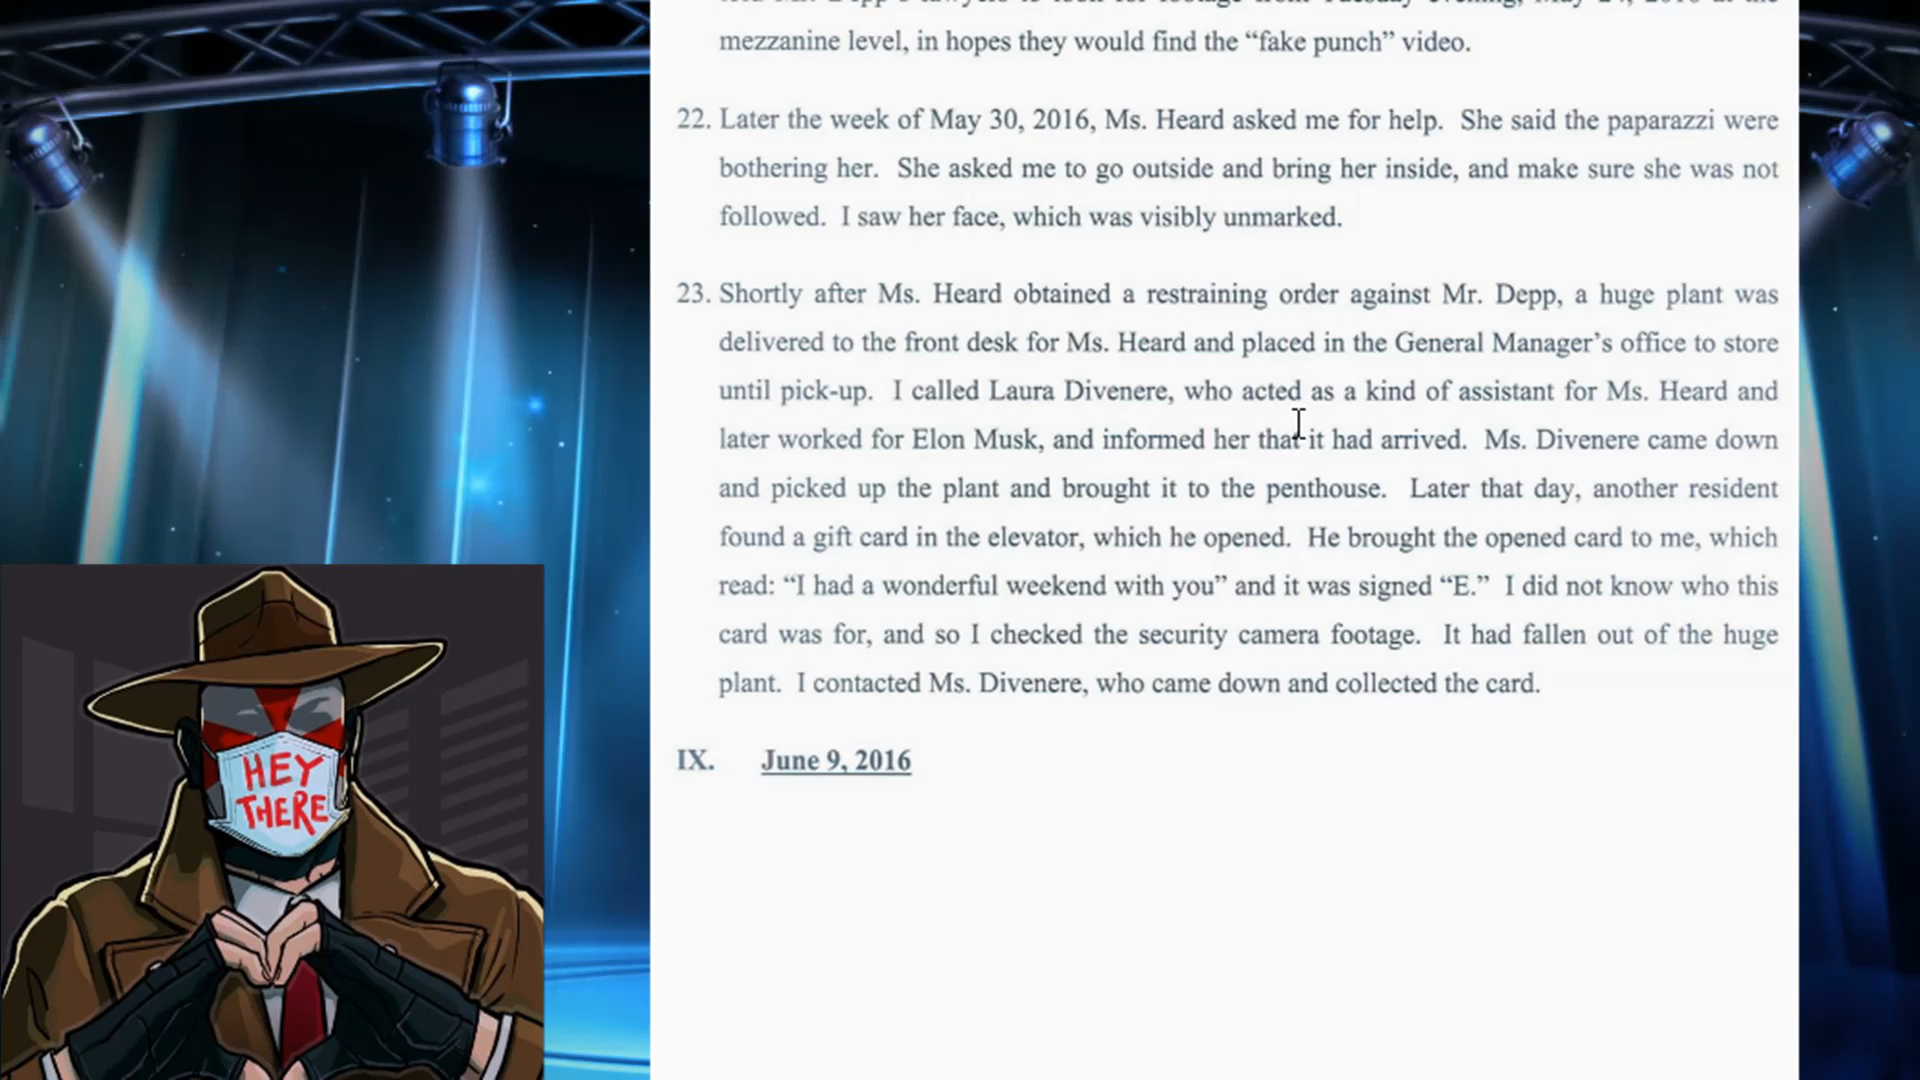 mezzanine level, in hopes they would find the “fake punch” video.
22. Later the week of May 30, 2016, Ms. Heard asked me for help. She said the paparazzi were
bothering her. She asked me to go outside and bring her inside, and make sure she was not
followed. I saw her face, which was visibly unmarked.
23. Shortly after Ms. Heard obtained a restraining order against Mr. Depp, a huge plant was
delivered to the front desk for Ms. Heard and placed in the General Manager’s office to store
until pick-up. I called Laura Divenere, who acted as a kind of assistant for Ms. Heard and
later worked for Elon Musk, and informed her that it had arrived. Ms. Divenere came down
and picked up the plant and brought it to the penthouse. Later that day, another resident
found a gift card in the elevator, which he opened. He brought the opened card to me, which
read: “I had a wonderful weekend with you” and it was signed “E.” I did not know who this
card was for, and so I checked the security camera footage. It had fallen out of the huge
plant. I contacted Ms. Divenere, who came down and collected the card.
IX. June 9, 2016
HEY
THERE